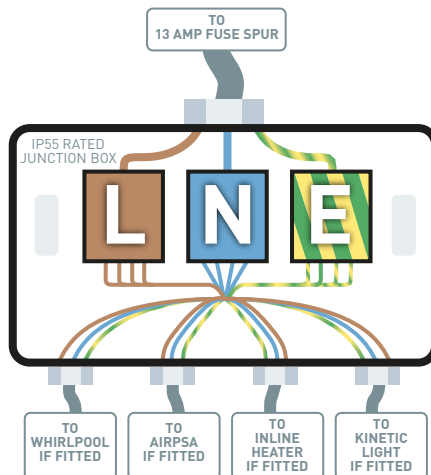 TO
13 AMP FUSE SPUR
IP55 RATED
JUNCTION BOX
L N E
TO
WHIRLPOOL
IF FITTED
TO
AIRPSA
IF FITTED
TO
INLINE
HEATER
IF FITTED
TO
KINETIC
LIGHT
IF FITTED